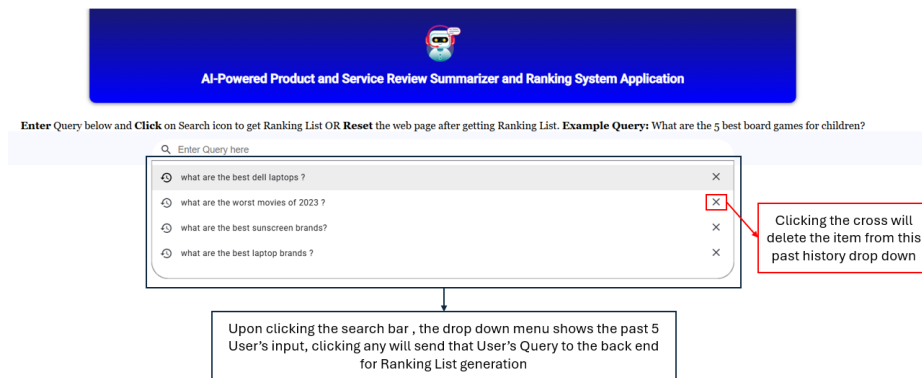 AI-Powered Product and Service Review Summarizer and Ranking System Application
Enter Query below and Click on Search icon to get Ranking List OR Reset the web page after getting Ranking List. Example Query: What are the 5 best board games for children?
Enter Query here
what are the best dell laptops ?
what are the worst movies of 2023 ?
what are the best sunscreen brands?
what are the best laptop brands ?
Clicking the cross will
delete the item from this
past history drop down
Upon clicking the search bar , the drop down menu shows the past 5
User’s input, clicking any will send that User’s Query to the back end
for Ranking List generation